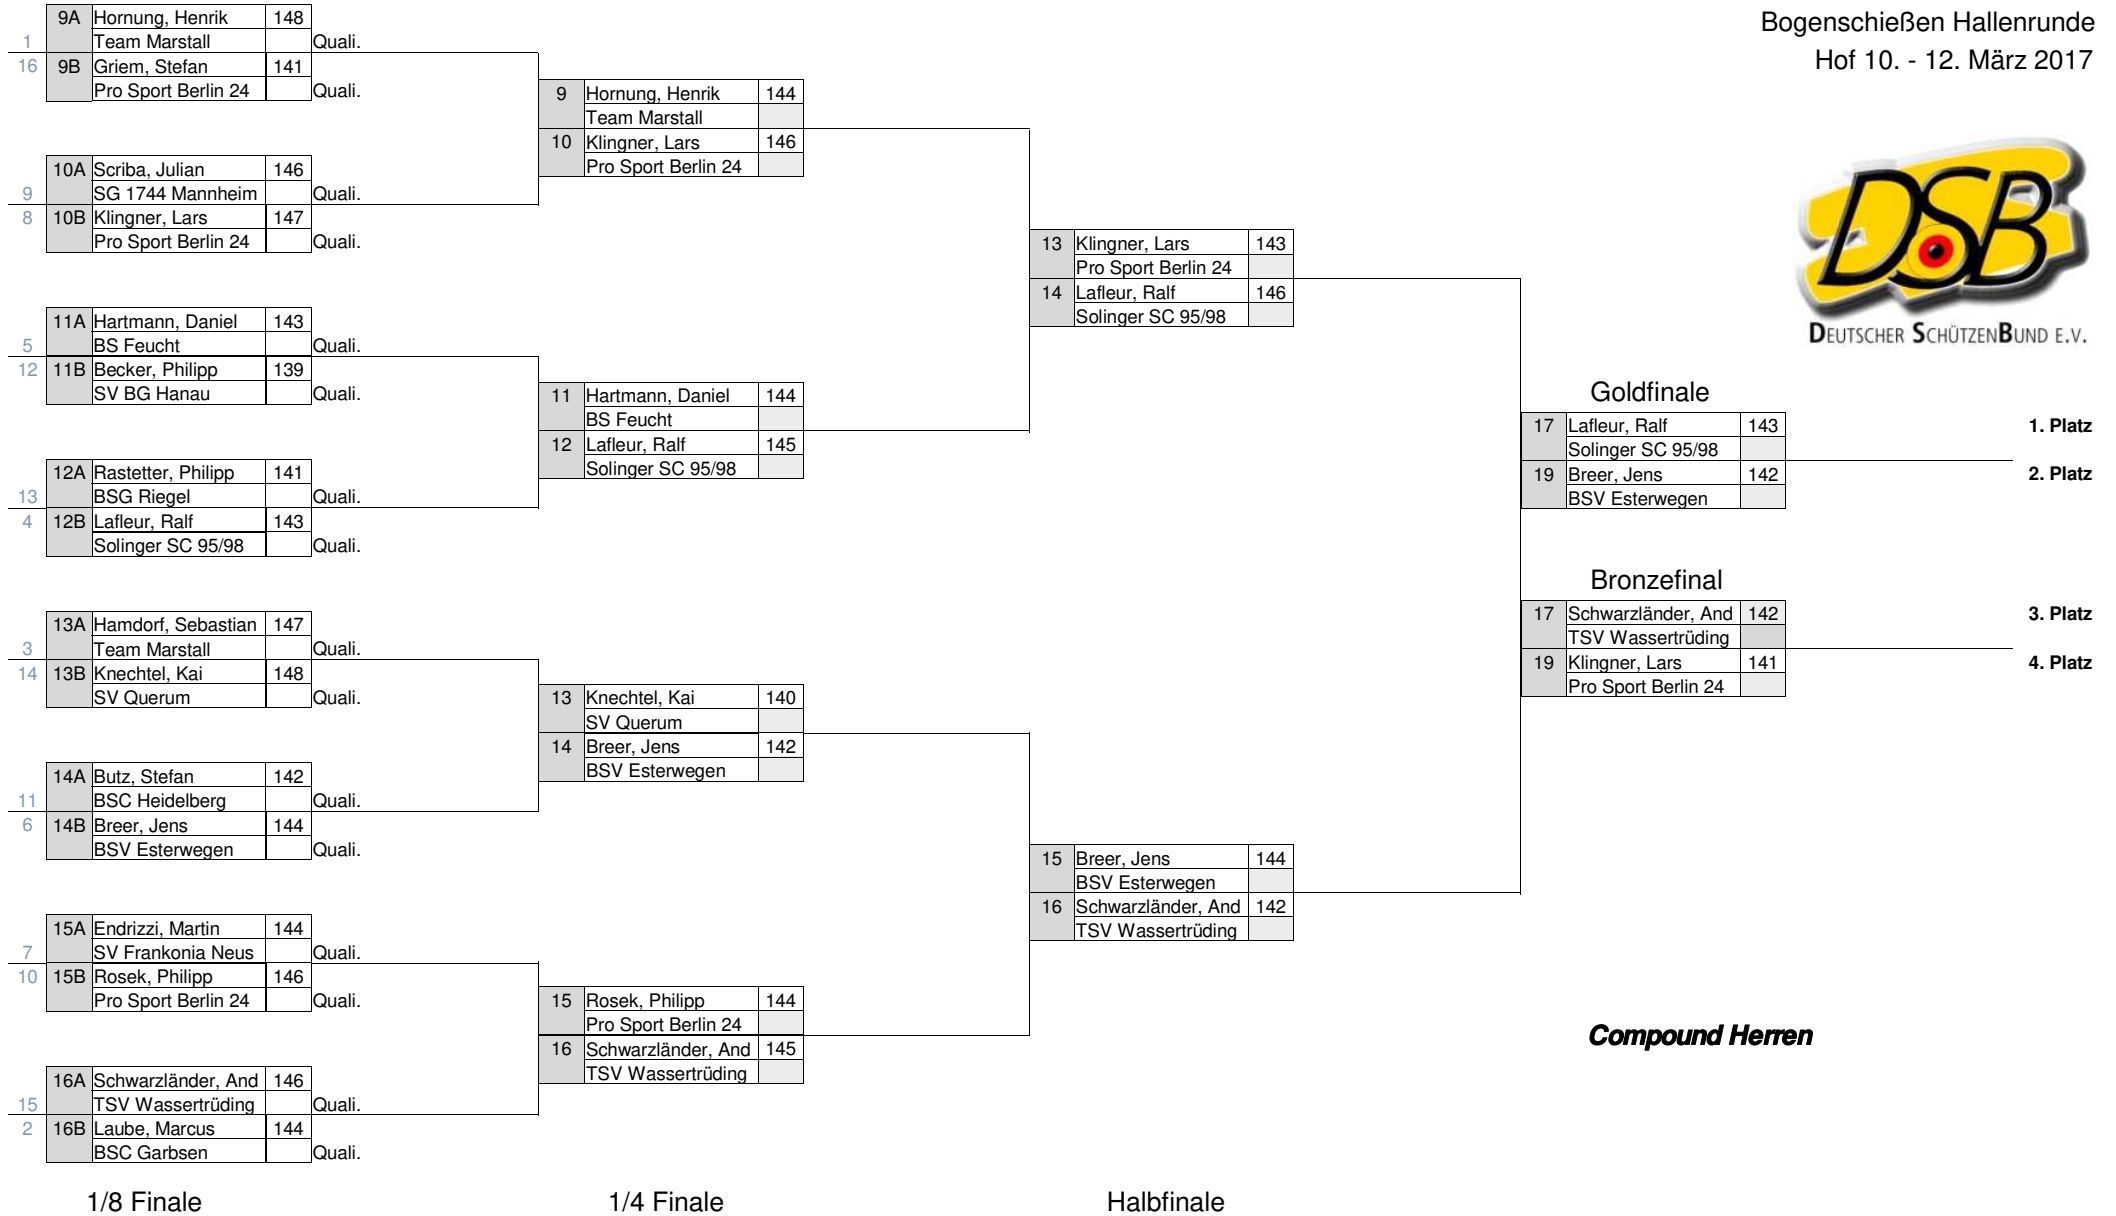 Bogenschießen Hallenrunde
Hof 10. - 12. März 2017
DSB
DEUTSCHER SCHÜTZENBUND E.V.
9A Hornung, Henrik 148
1 Team Marstall Quali.
16 9B Griem, Stefan 141
Pro Sport Berlin 24 Quali.
10A Scriba, Julian 146
9 SG 1744 Mannheim Quali.
8 10B Klingner, Lars 147
Pro Sport Berlin 24 Quali.
11A Hartmann, Daniel 143
5 BS Feucht Quali.
12 11B Becker, Philipp 139
SV BG Hanau Quali.
12A Rastetter, Philipp 141
13 BSG Riegel Quali.
4 12B Lafleur, Ralf 143
Solinger SC 95/98 Quali.
13A Hamdorf, Sebastian 147
3 Team Marstall Quali.
14 13B Knechtel, Kai 148
SV Querum Quali.
14A Butz, Stefan 142
11 BSC Heidelberg Quali.
6 14B Breer, Jens 144
BSV Esterwegen Quali.
15A Endrizzi, Martin 144
7 SV Frankonia Neus Quali.
10 15B Rosek, Philipp 146
Pro Sport Berlin 24 Quali.
16A Schwarzländer, And 146
15 TSV Wassertrüding Quali.
2 16B Laube, Marcus 144
BSC Garbsen Quali.
1/8 Finale
9 Hornung, Henrik 144
Team Marstall
10 Klingner, Lars 146
Pro Sport Berlin 24
11 Hartmann, Daniel 144
BS Feucht
12 Lafleur, Ralf 145
Solinger SC 95/98
13 Knechtel, Kai 140
SV Querum
14 Breer, Jens 142
BSV Esterwegen
15 Rosek, Philipp 144
Pro Sport Berlin 24
16 Schwarzländer, And 145
TSV Wassertrüding
1/4 Finale
13 Klingner, Lars 143
Pro Sport Berlin 24
14 Lafleur, Ralf 146
Solinger SC 95/98
15 Breer, Jens 144
BSV Esterwegen
16 Schwarzländer, And 142
TSV Wassertrüding
Halbfinale
Goldfinale
17 Lafleur, Ralf 143 1. Platz
Solinger SC 95/98
19 Breer, Jens 142 2. Platz
BSV Esterwegen
Bronzefinal
17 Schwarzländer, And 142 3. Platz
TSV Wassertrüding
19 Klingner, Lars 141 4. Platz
Pro Sport Berlin 24
Compound Herren